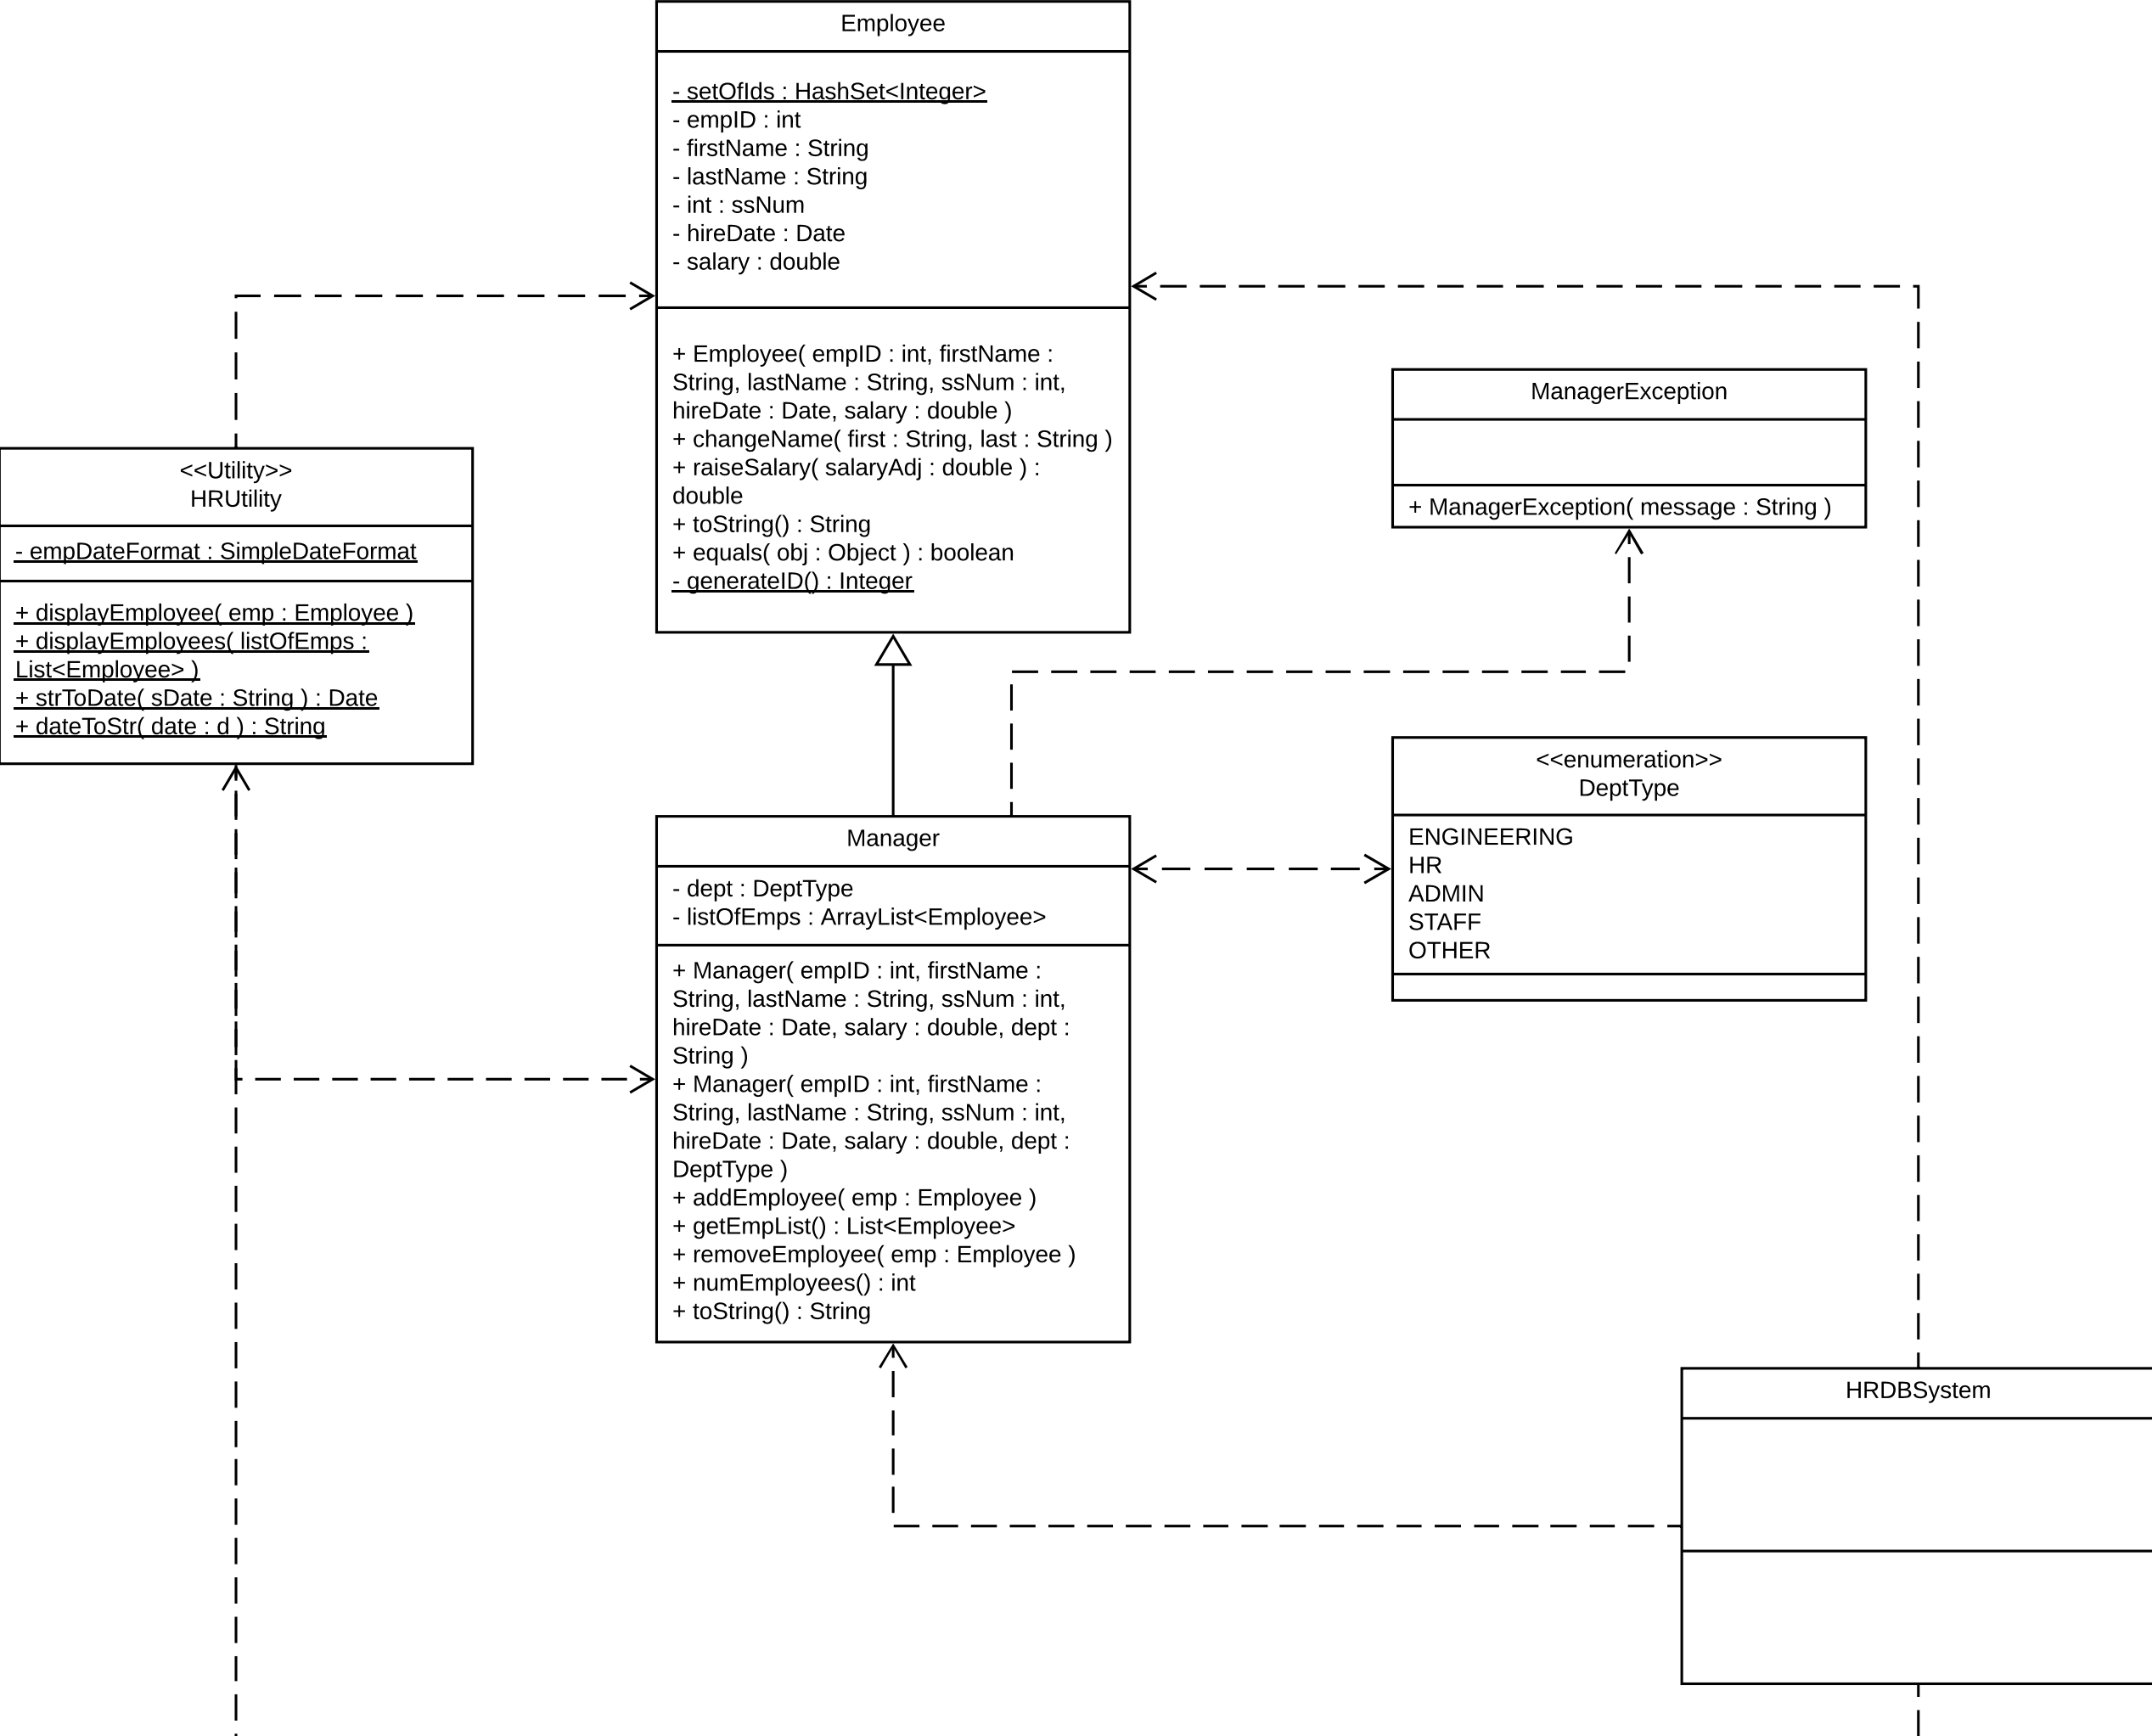 Employee
- setOfIds : HashSet<Integer>
- empID : int
- firstName : String
- lastName : String
- int : ssNum
- hireDate : Date
- salary : double
+ Employee( empID : int, firstName :
String, lastName : String, ssNum : int,
hireDate : Date, salary : double )
+ changeName( first : String, last : String )
+ raiseSalary( salaryAdj : double ) :
double
+ toString() : String
+ equals( obj : Object ) : boolean
- generateID() : Integer
ManagerException
+ ManagerException( message : String )
<<Utility>>
HRUtility
- empDateFormat : SimpleDateFormat
+ displayEmployee( emp : Employee )
+ displayEmployees( listOfEmps :
List<Employee> )
+ strToDate( sDate : String ) : Date
+ dateToStr( date : d ) : String
<<enumeration>>
DeptType
ENGINEERING
HR
ADMIN
STAFF
OTHER
Manager
- dept : DeptType
- listOfEmps : ArrayList<Employee>
+ Manager( empID : int, firstName :
String, lastName : String, ssNum : int,
hireDate : Date, salary : double, dept :
String )
+ Manager( empID : int, firstName :
String, lastName : String, ssNum : int,
hireDate : Date, salary : double, dept :
DeptType )
+ addEmployee( emp : Employee )
+ getEmpList() : List<Employee>
+ removeEmployee( emp : Employee )
+ numEmployees() : int
+ toString() : String
HRDBSystem